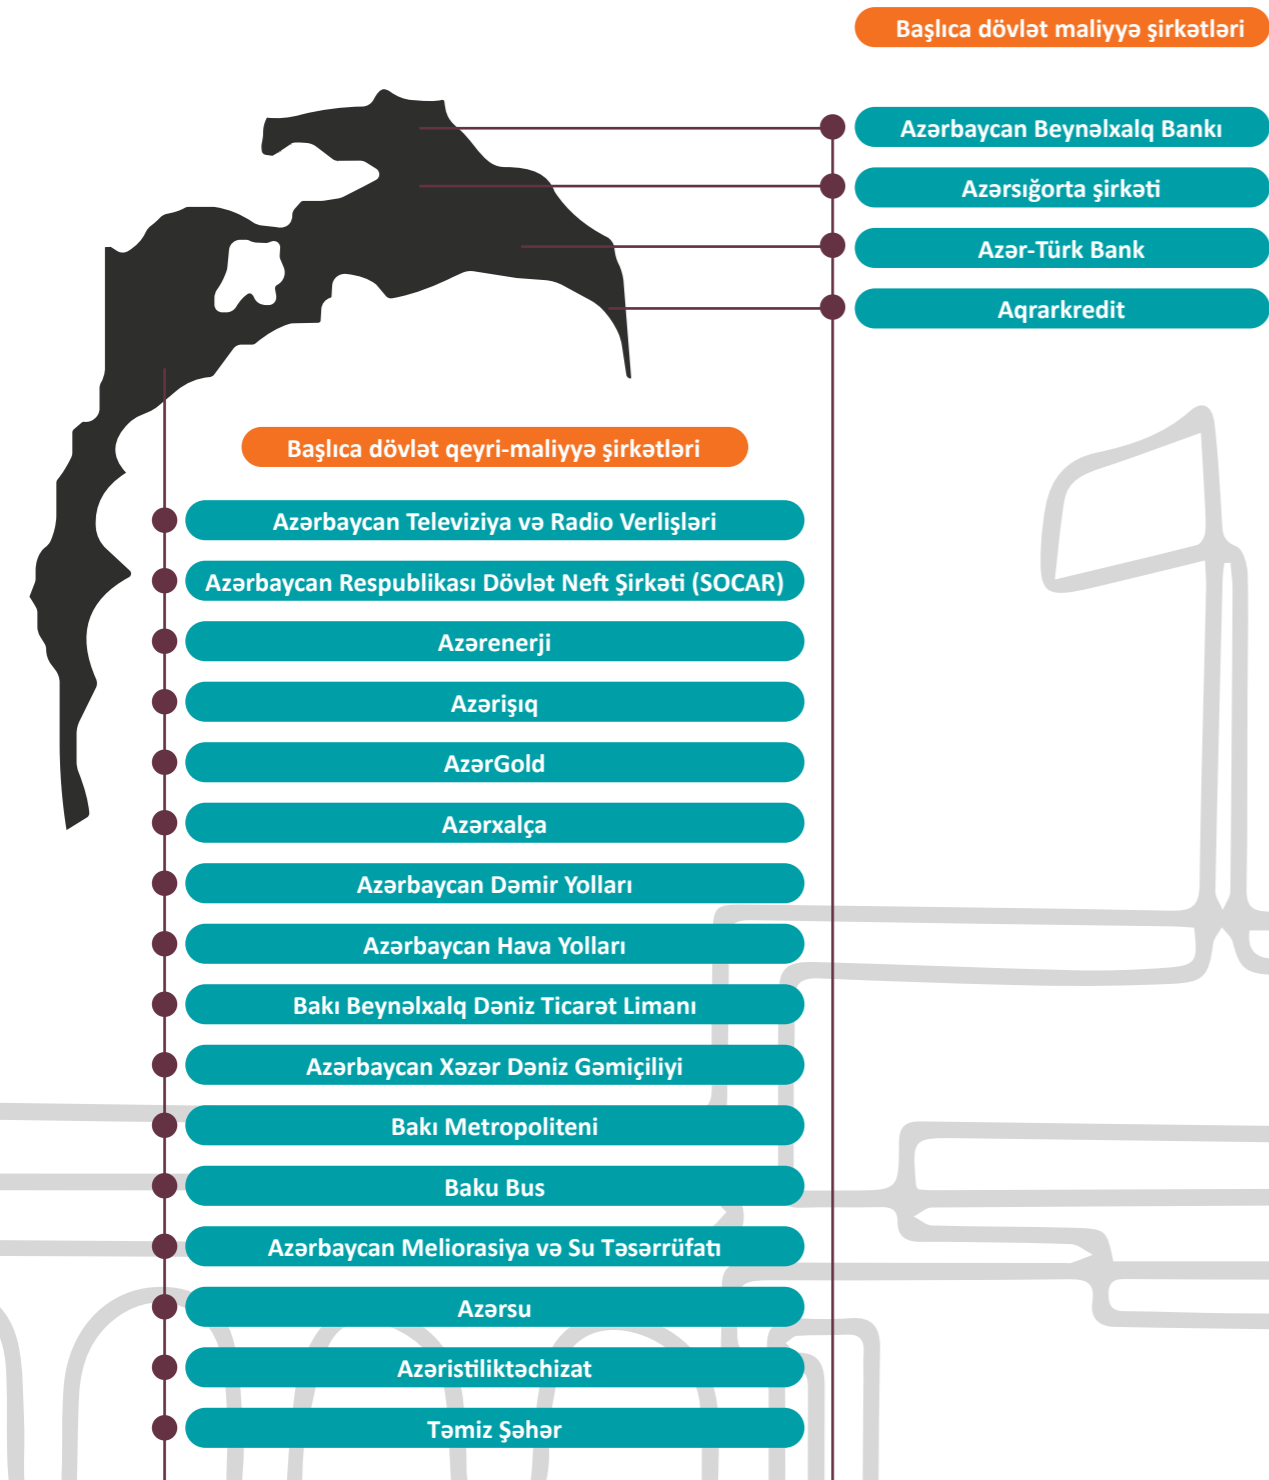 Başlıca dövlət maliyyə şirkətləri
Azərbaycan Beynəlxalq Bankı
Azərsığorta şirkəti
Azər-Türk Bank
Aqrarkredit
Başlıca dövlət qeyri-maliyyə şirkətləri
Azərbaycan Televiziya və Radio Verlişləri
Azərbaycan Respublikası Dövlət Neft Şirkəti (SOCAR)
Azərenerji
Azərişıq
AzərGold
Azərxalça
Azərbaycan Dəmir Yolları
Azərbaycan Hava Yolları
Bakı Beynəlxalq Dəniz Ticarət Limanı
Azərbaycan Xəzər Dəniz Gəmiçiliyi
Bakı Metropoliteni
Baku Bus
Azərbaycan Meliorasiya və Su Təsərrüfatı
Azərsu
Azəristiliktəchizat
Təmiz Şəhər